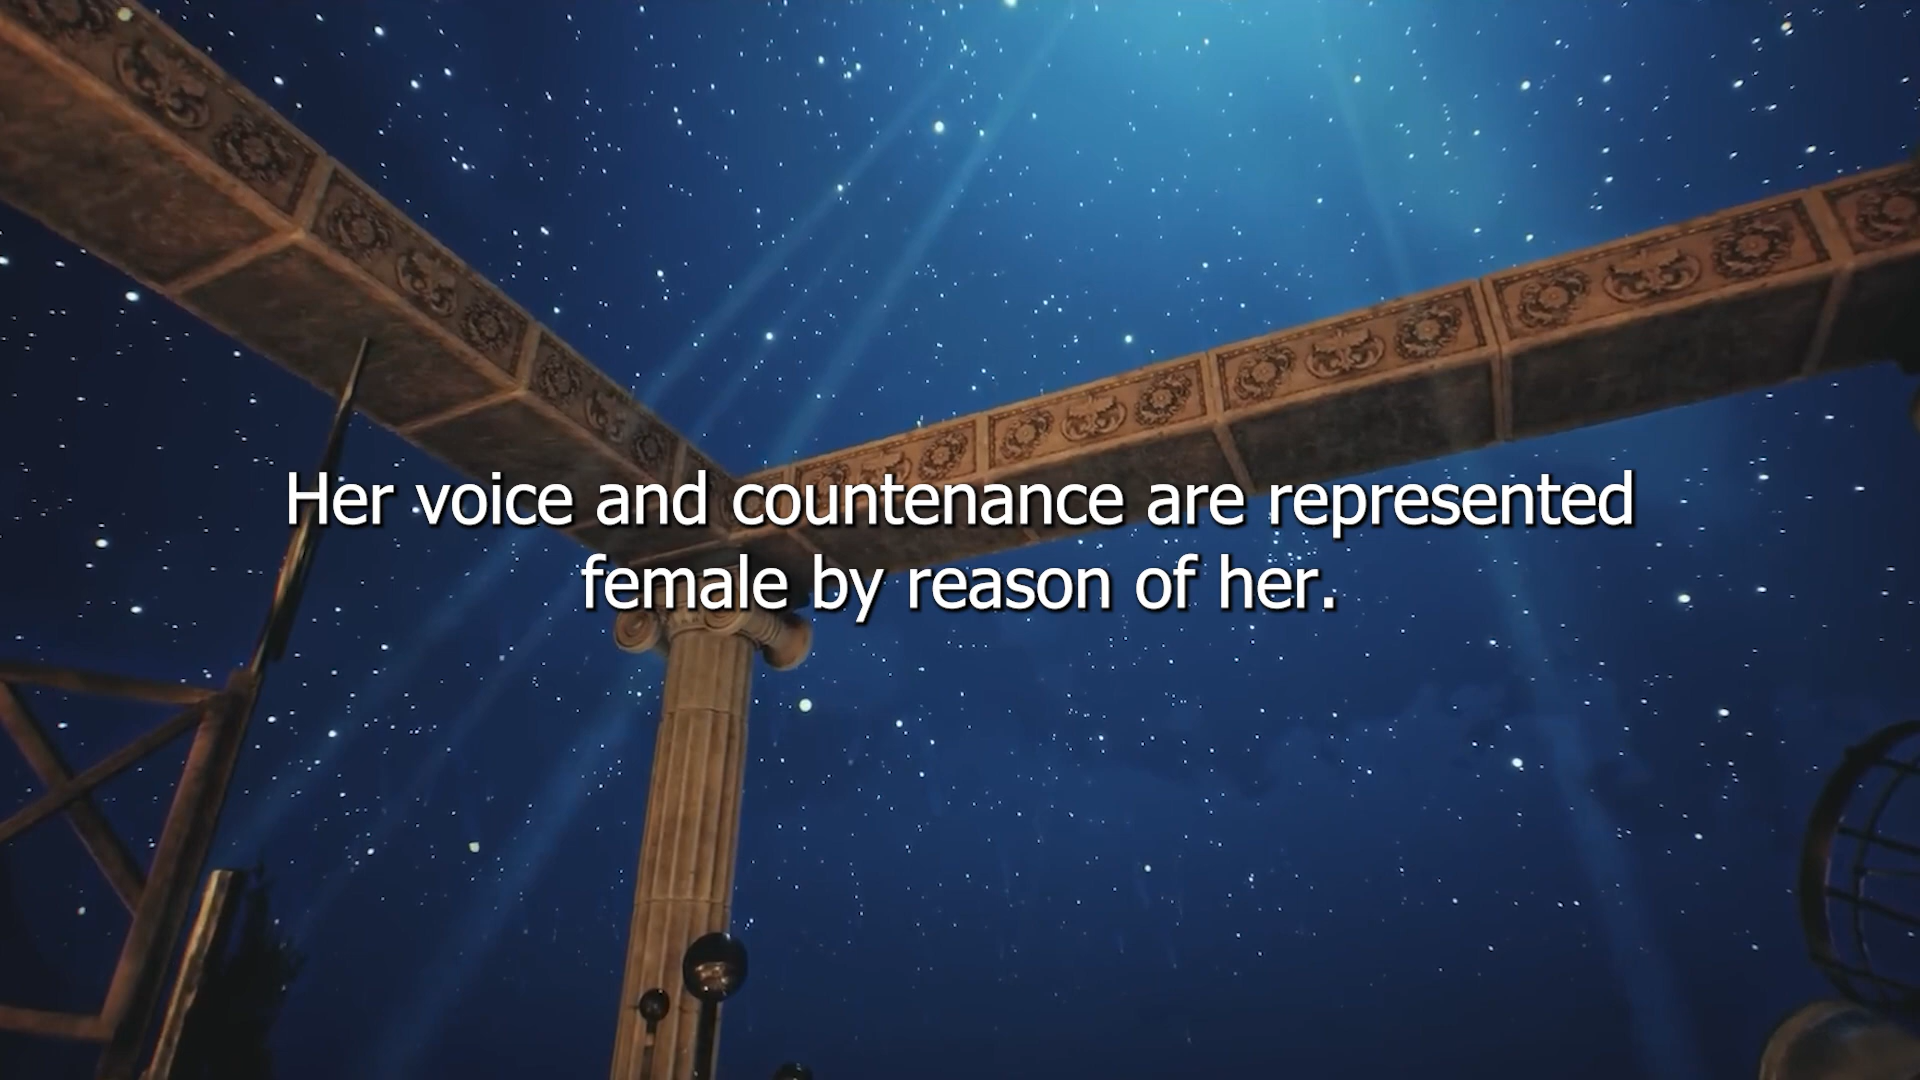 Her voice and countenance are represented
female by reason of her.